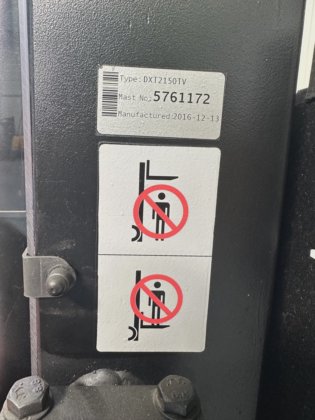 Type: DXT2150TV
Mast No: 5761172
Manufactured: 2016-12-13